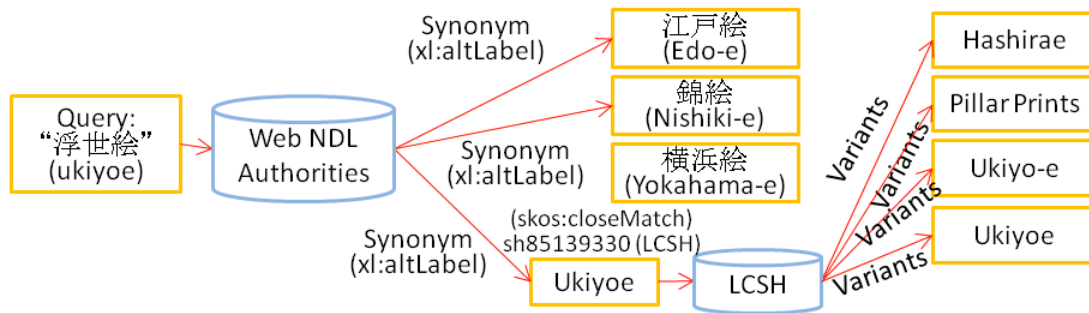 Query:
“浮世絵”
(ukiyoe)
Web NDL
Authorities
Synonym
(xl:altLabel)
江戸絵
(Edo-e)
錦絵
(Nishiki-e)
Synonym
(xl:altLabel)
横浜絵
(Yokahama-e)
Synonym
(xl:altLabel)
(skos:closeMatch)
sh85139330 (LCSH)
Ukiyoe
LCSH
Variants
Variants
Variants
Variants
Hashirae
Pillar Prints
Ukiyo-e
Ukiyoe